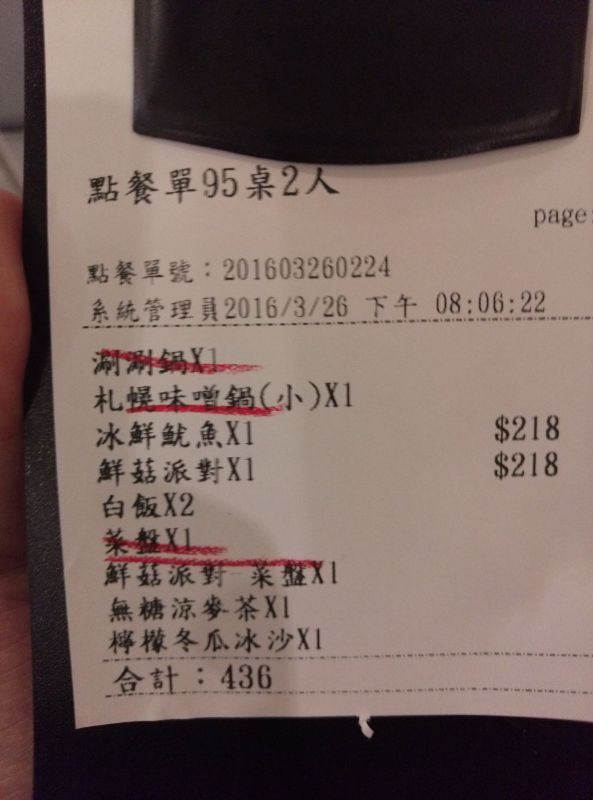 點餐單95桌2人
page:
點餐單號：201603260224
系統管理員2016/3/26 下午 08:06:22
涮涮鍋X1
札幌味噌鍋(小)X1
冰鮮魷魚X1 $218
鮮菇派對X1 $218
白飯X2
菜盤X1
鮮菇派對-菜盤X1
無糖涼麥茶X1
檸檬冬瓜冰沙X1
合計：436